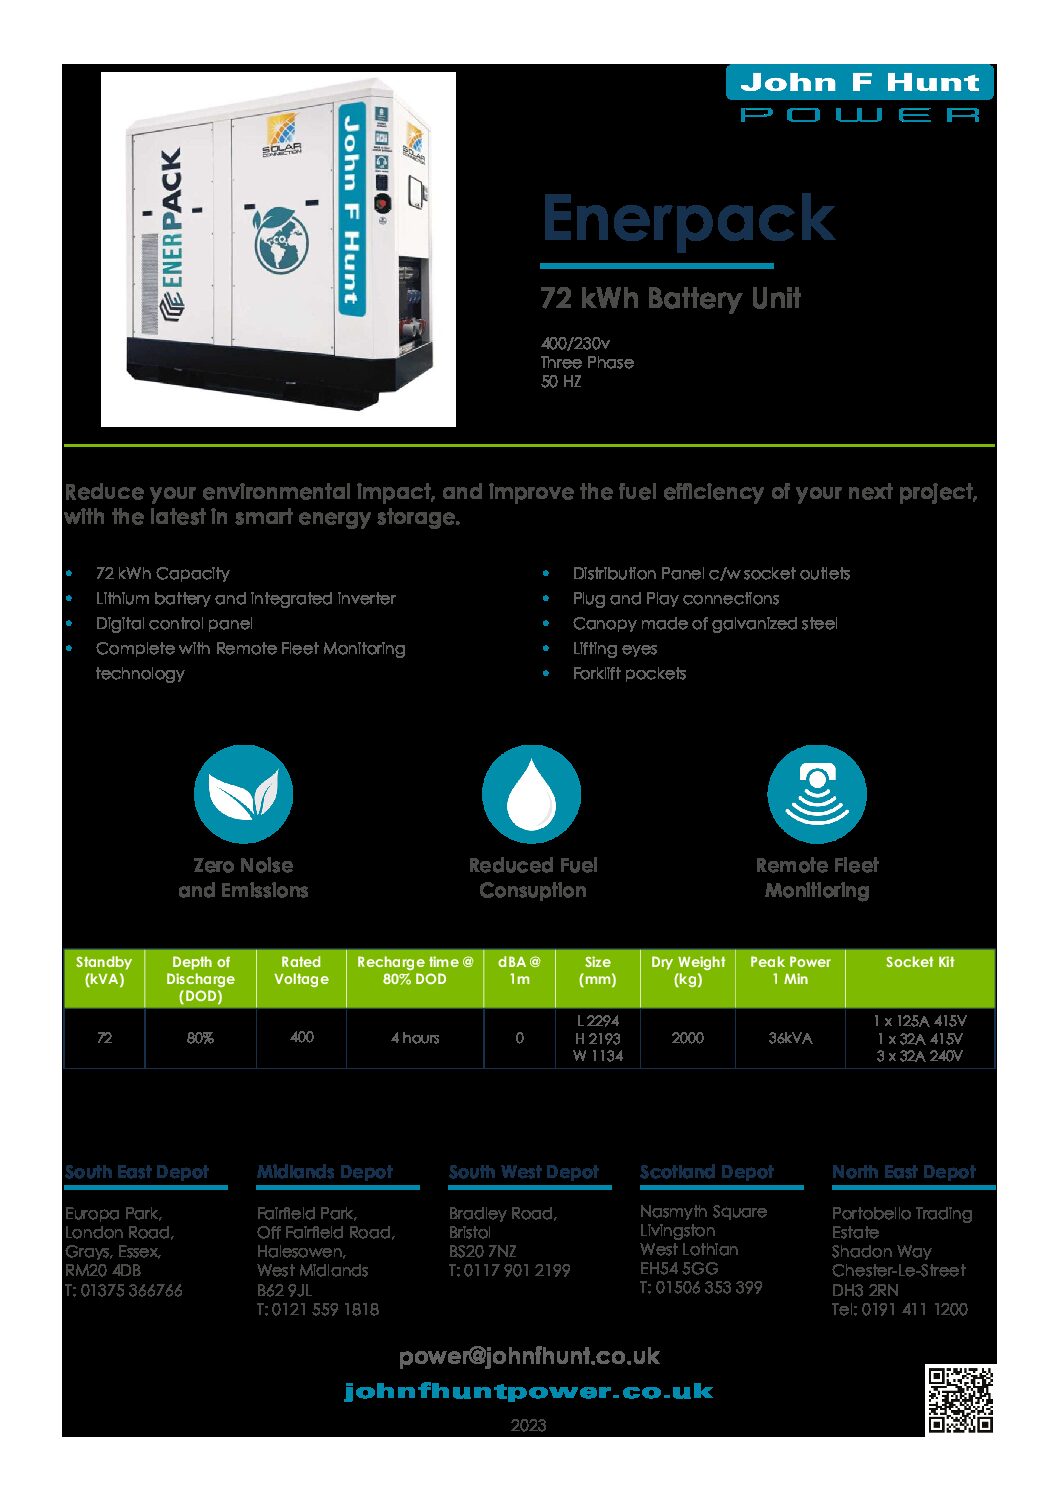 John F Hunt
POWER
SOLAR
CONNECTION
SOLAR
CONNECTION
ENERPACK
John F Hunt
CO₂
Enerpack
72 kWh Battery Unit
400/230v
Three Phase
50 HZ
Reduce your environmental impact, and improve the fuel efficiency of your next project,
with the latest in smart energy storage.
• 72 kWh Capacity
• Lithium battery and integrated inverter
• Digital control panel
• Complete with Remote Fleet Monitoring
technology
• Distribution Panel c/w socket outlets
• Plug and Play connections
• Canopy made of galvanized steel
• Lifting eyes
• Forklift pockets
Zero Noise
and Emissions
Reduced Fuel
Consuption
Remote Fleet
Monitioring
Standby
(kVA)
Depth of
Discharge
(DOD)
Rated
Voltage
Recharge time @
80% DOD
dBA @
1m
Size
(mm)
Dry Weight
(kg)
Peak Power
1 Min
Socket Kit
72
80%
400
4 hours
0
L 2294
H 2193
W 1134
2000
36kVA
1 x 125A 415V
1 x 32A 415V
3 x 32A 240V
South East Depot
Europa Park,
London Road,
Grays, Essex,
RM20 4DB
T: 01375 366766
Midlands Depot
Fairfield Park,
Off Fairfield Road,
Halesowen,
West Midlands
B62 9JL
T: 0121 559 1818
South West Depot
Bradley Road,
Bristol
BS20 7NZ
T: 0117 901 2199
Scotland Depot
Nasmyth Square
Livingston
West Lothian
EH54 5GG
T: 01506 353 399
North East Depot
Portobello Trading
Estate
Shadon Way
Chester-Le-Street
DH3 2RN
Tel: 0191 411 1200
power@johnfhunt.co.uk
johnfhuntpower.co.uk
2023